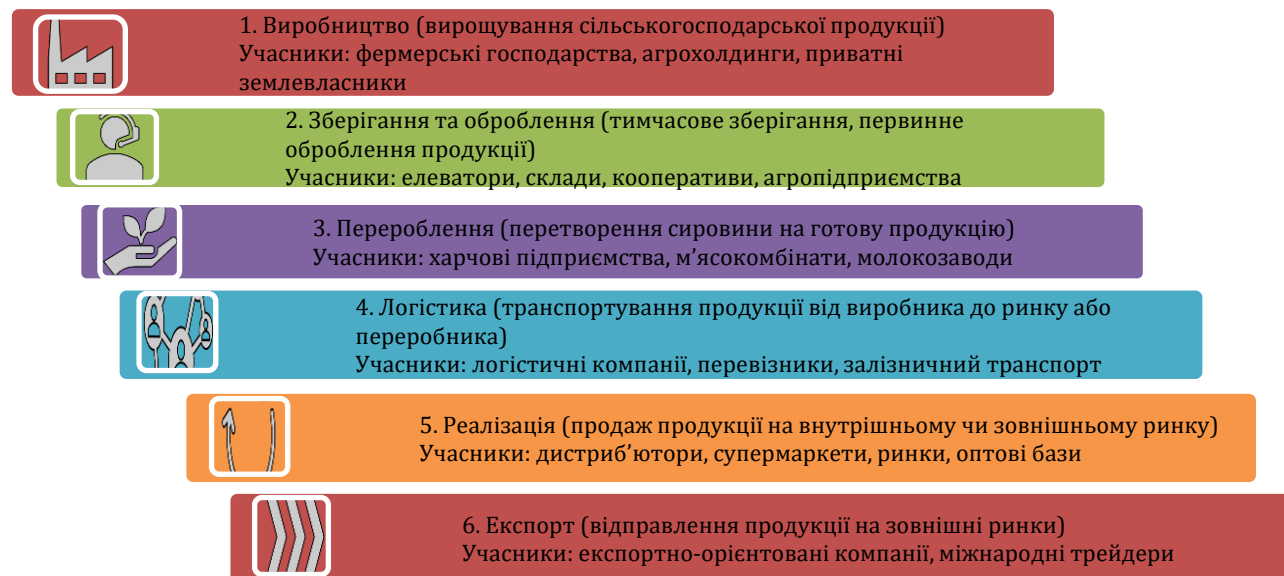 1. Виробництво (вирощування сільськогосподарської продукції)
Учасники: фермерські господарства, агрохолдинги, приватні
землевласники
2. Зберігання та оброблення (тимчасове зберігання, первинне
оброблення продукції)
Учасники: елеватори, склади, кооперативи, агропідприємства
3. Перероблення (перетворення сировини на готову продукцію)
Учасники: харчові підприємства, м’ясокомбінати, молокозаводи
4. Логістика (транспортування продукції від виробника до ринку або
переробника)
Учасники: логістичні компанії, перевізники, залізничний транспорт
5. Реалізація (продаж продукції на внутрішньому чи зовнішньому ринку)
Учасники: дистриб’ютори, супермаркети, ринки, оптові бази
6. Експорт (відправлення продукції на зовнішні ринки)
Учасники: експортно-орієнтовані компанії, міжнародні трейдери